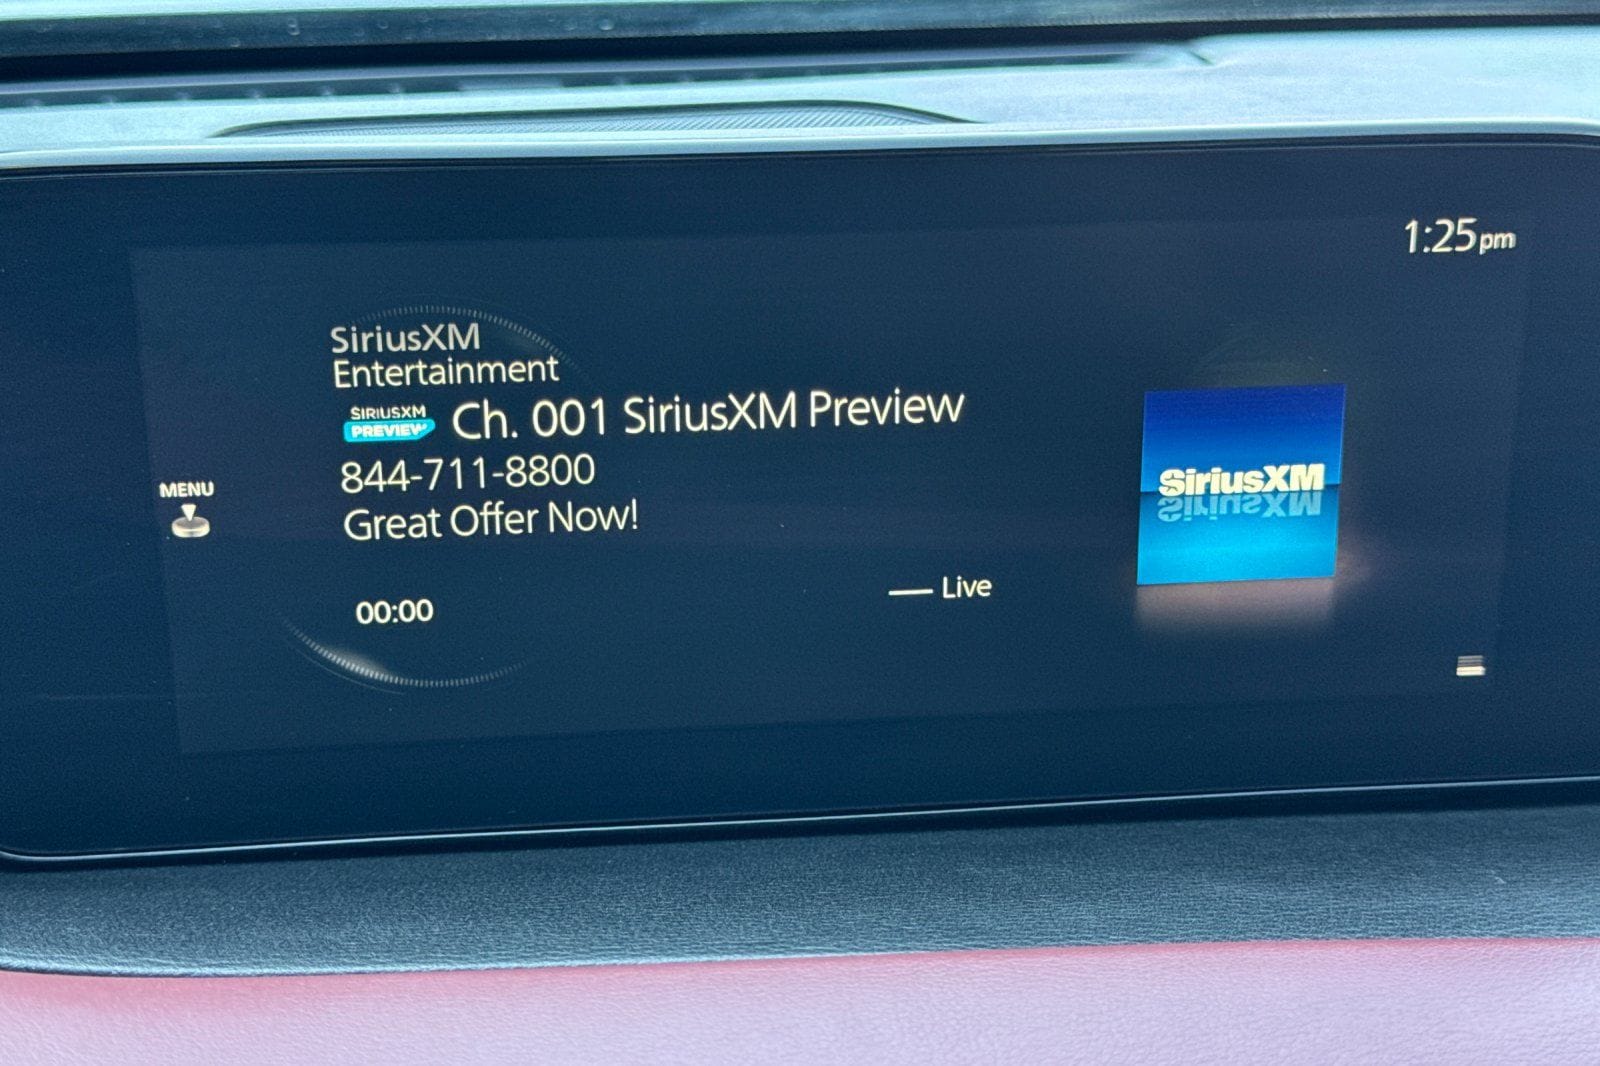 1:25pm
SiriusXM
Entertainment
SIRIUSXM
PREVIEW
Ch. 001 SiriusXM Preview
844-711-8800
Great Offer Now!
MENU
SiriusXM
00:00
Live